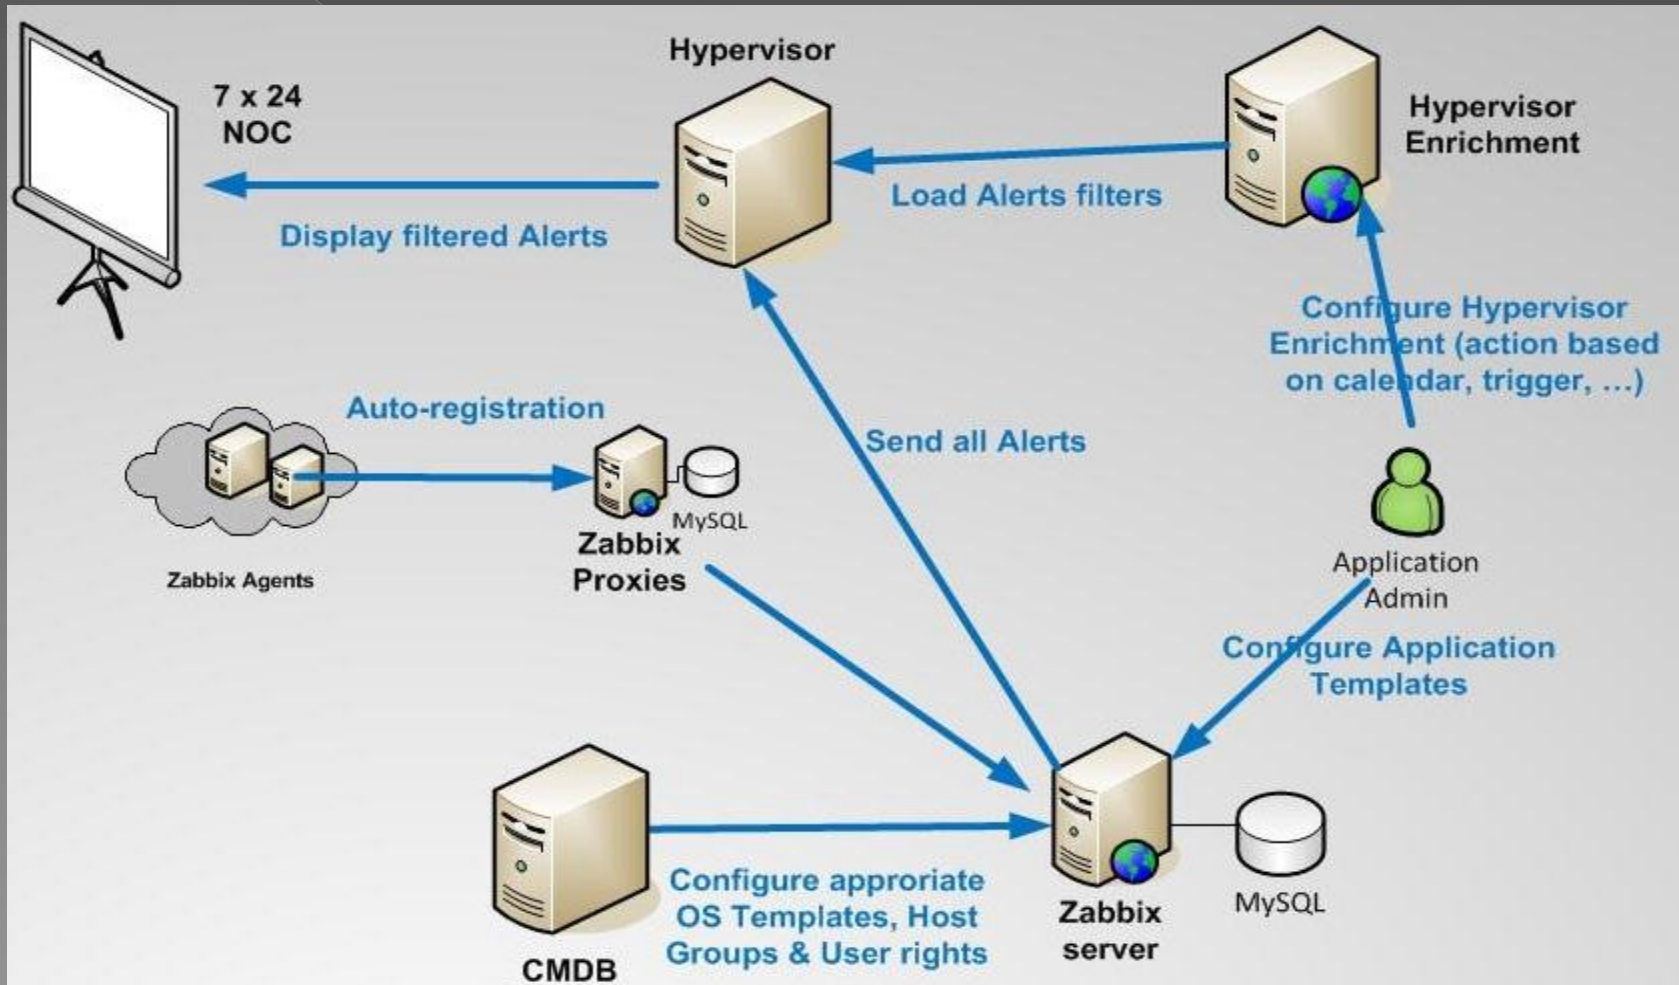 Hypervisor
7 x 24
NOC
Hypervisor
Enrichment
Load Alerts filters
Display filtered Alerts
Configure Hypervisor
Enrichment (action based
on calendar, trigger, ...)
Auto-registration
Send all Alerts
MySQL
Zabbix
Proxies
Zabbix Agents
Application
Admin
Configure Application
Templates
Configure approriate
OS Templates, Host
Groups & User rights
CMDB
Zabbix
server
MySQL